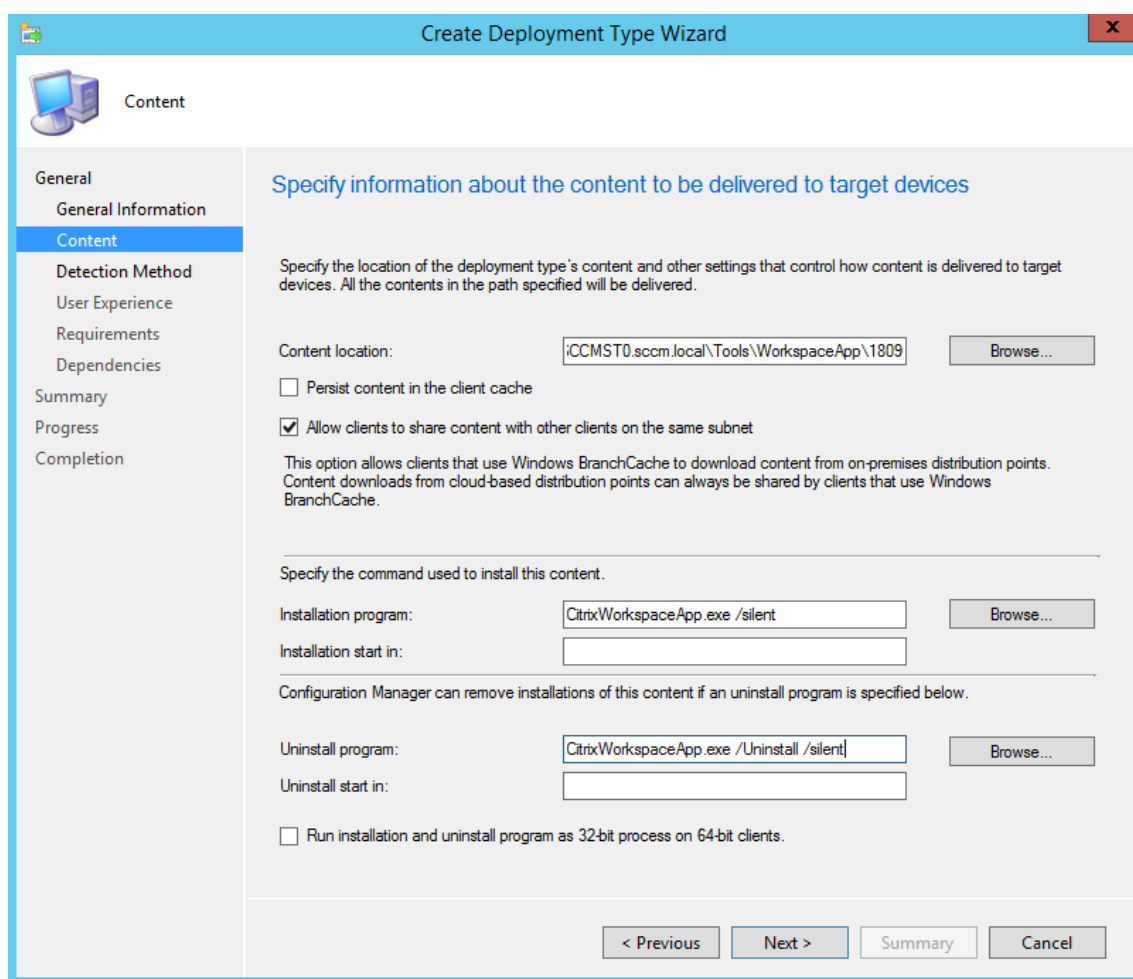 Create Deployment Type Wizard
x
Content
General
General Information
Content
Detection Method
User Experience
Requirements
Dependencies
Summary
Progress
Completion
Specify information about the content to be delivered to target devices
Specify the location of the deployment type's content and other settings that control how content is delivered to target
devices. All the contents in the path specified will be delivered.
Content location:
CCMST0.sccm.local\Tools\WorkspaceApp\1809
Browse...
Persist content in the client cache
Allow clients to share content with other clients on the same subnet
This option allows clients that use Windows BranchCache to download content from on-premises distribution points.
Content downloads from cloud-based distribution points can always be shared by clients that use Windows
BranchCache.
Specify the command used to install this content.
Installation program:
CitrixWorkspaceApp.exe /silent
Browse...
Installation start in:
Configuration Manager can remove installations of this content if an uninstall program is specified below.
Uninstall program:
CitrixWorkspaceApp.exe /Uninstall /silent
Browse...
Uninstall start in:
Run installation and uninstall program as 32-bit process on 64-bit clients.
< Previous
Next >
Summary
Cancel